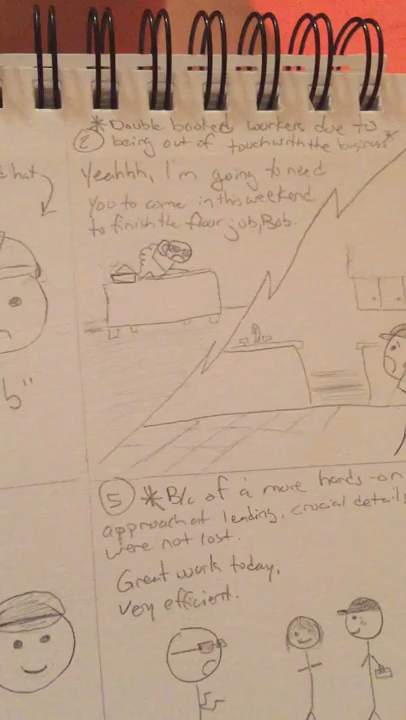 * Double booked workers due to
② being out of touch with the business *
hat
Yeahhh, I'm going to need
you to come in this weekend
to finish the floor job, Bob.
b"
⑤ * B/c of a more hands-on
approach at leading, crucial details
were not lost.
Great work today,
very efficient.